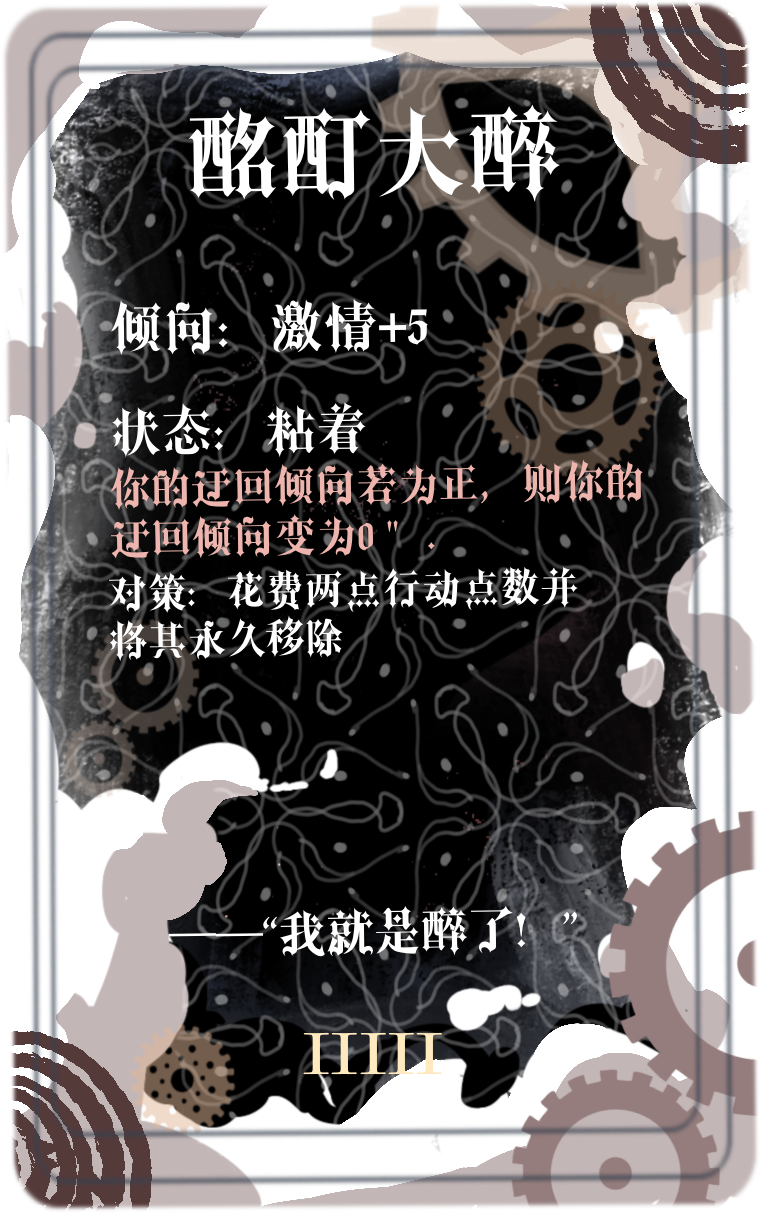 酩酊大醉
倾向： 激情+5
状态： 粘着
你的迂回倾向若为正， 则你的
迂回倾向变为0＂.
对策： 花费两点行动点数并
将其永久移除
——“我就是醉了！”
IIIII